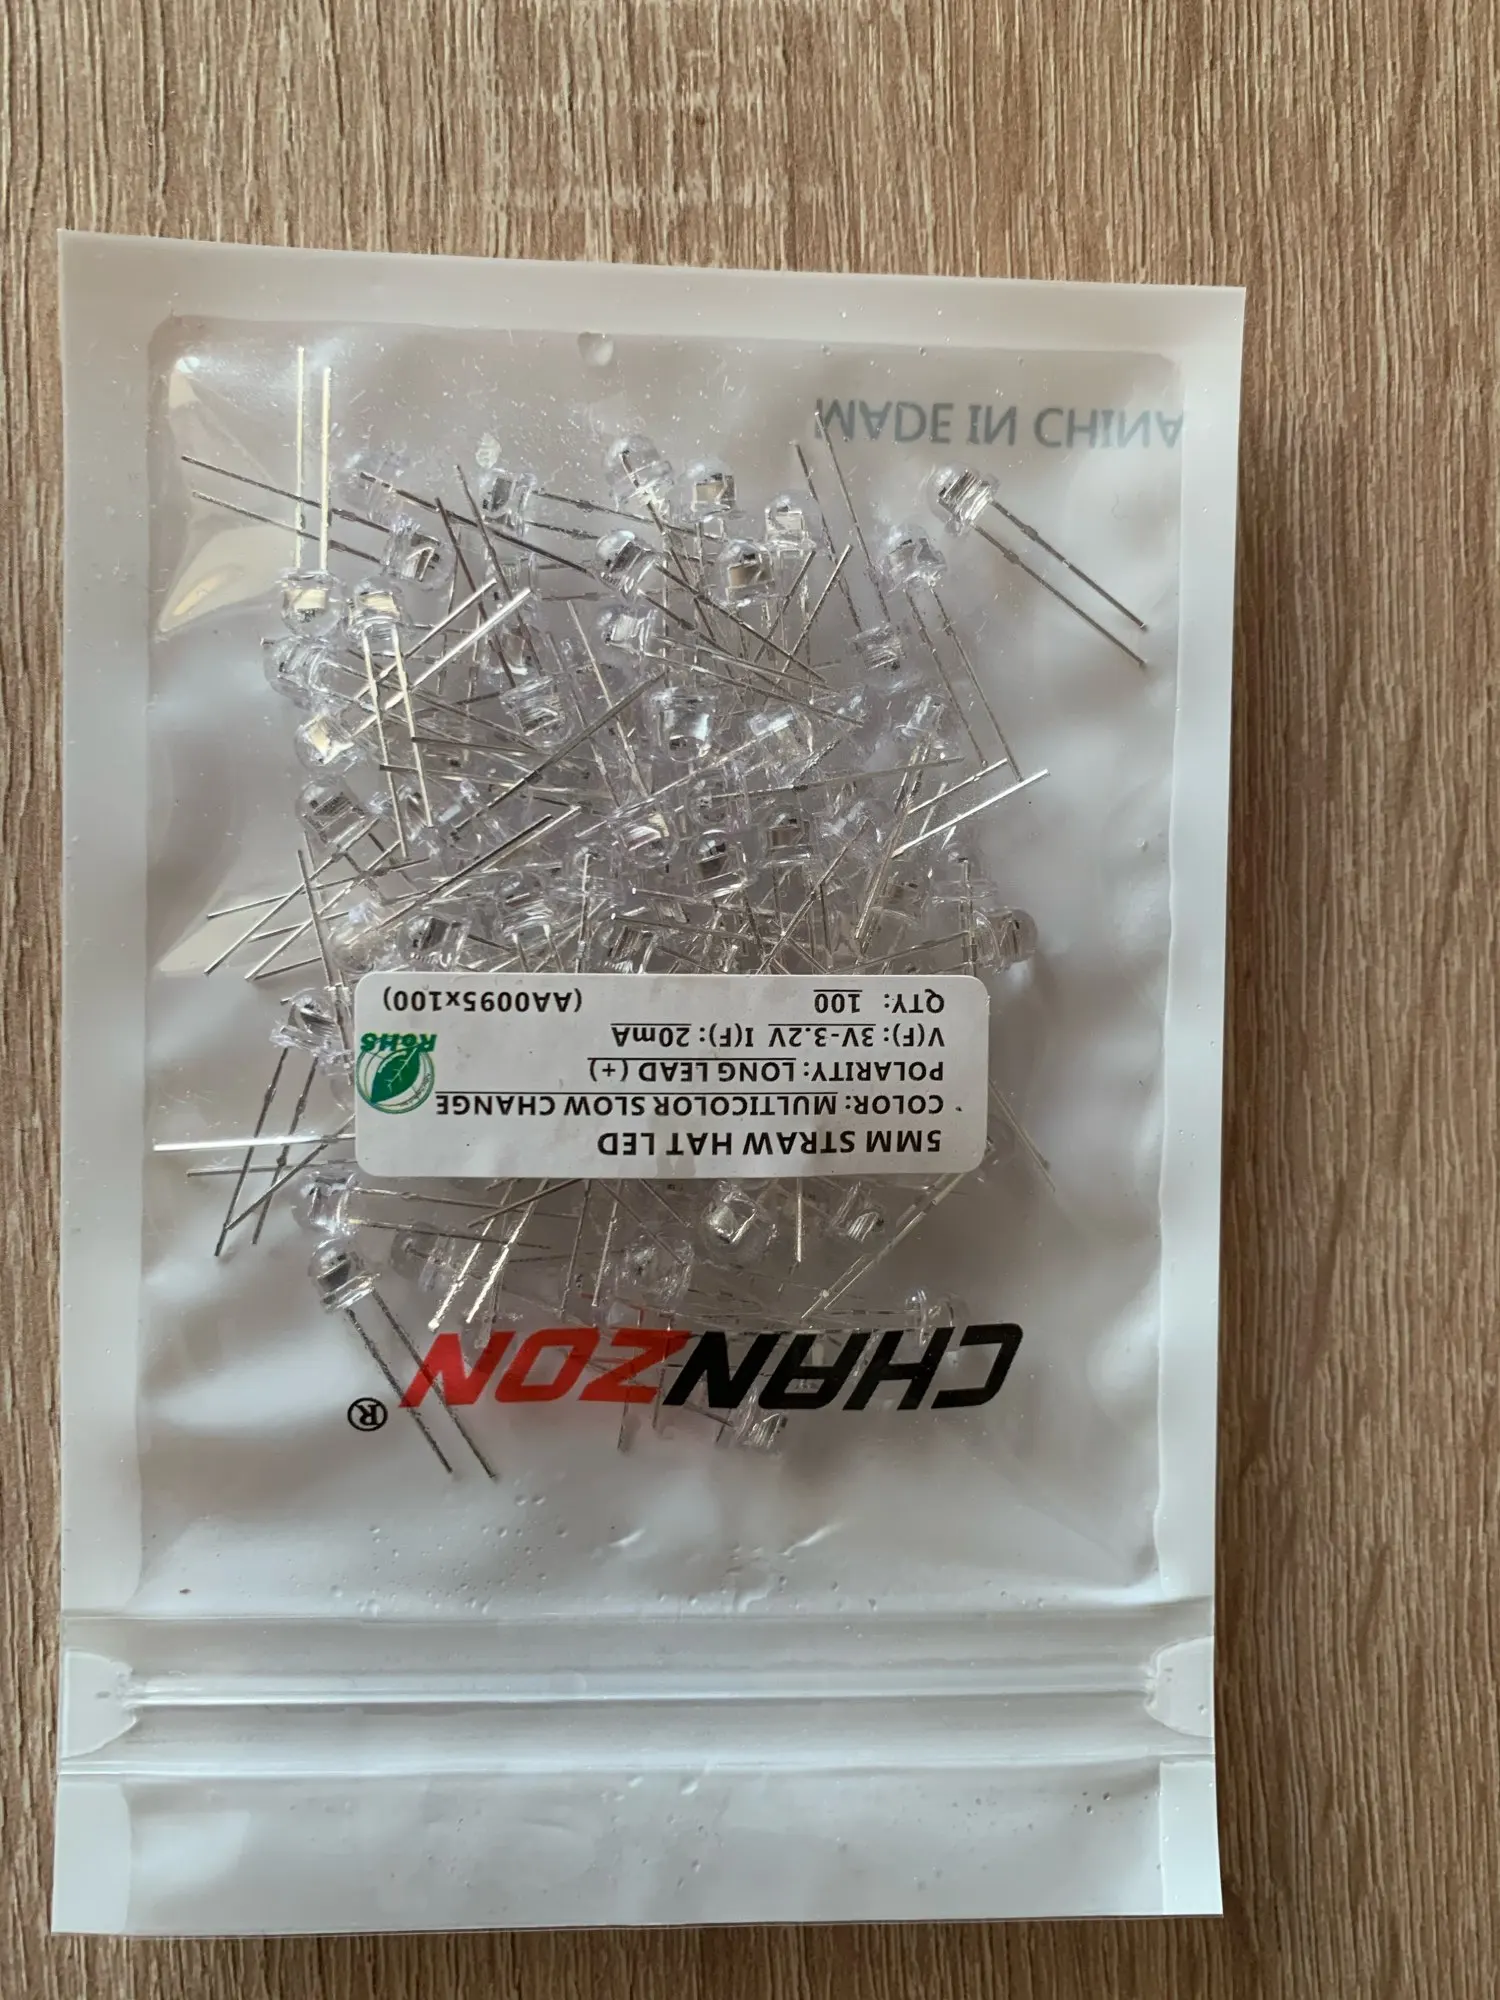 CHANZON®
5MM STRAW HAT LED
COLOR: MULTICOLOR SLOW CHANGE
POLARITY: LONG LEAD (+)
V(F): 3V-3.2V I(F): 20mA
QTY: 100 (AA0095x100)
RoHS
MADE IN CHINA